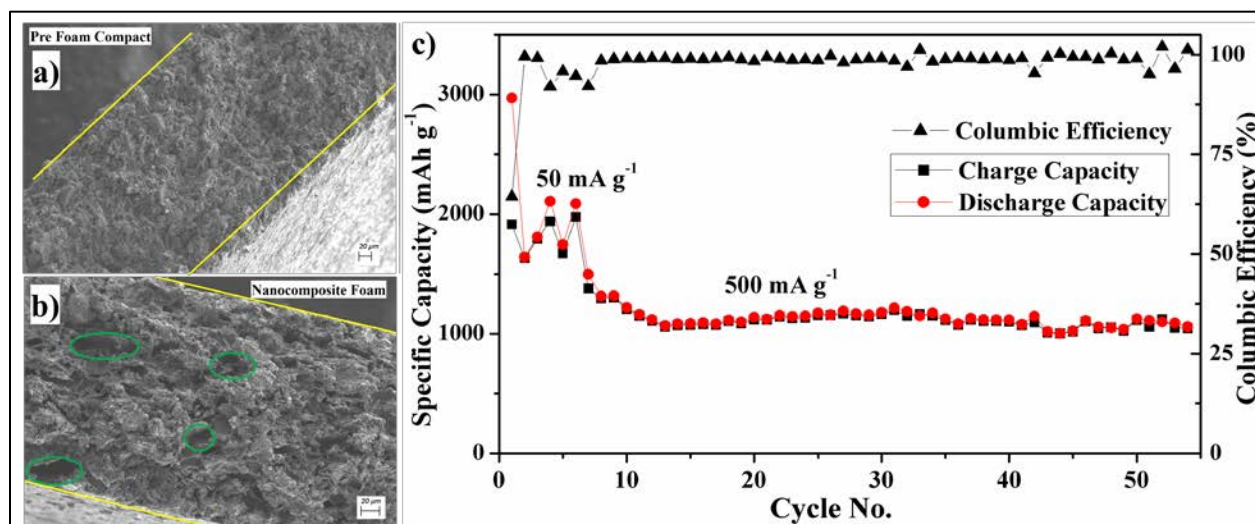 Pre Foam Compact
a)
20 µm
Nanocomposite Foam
b)
20 µm
c)
Specific Capacity (mAh g⁻¹)
3000
2000
1000
0
50 mA g⁻¹
500 mA g⁻¹
Columbic Efficiency
Charge Capacity
Discharge Capacity
100
75
50
25
0
Columbic Efficiency (%)
0 10 20 30 40 50
Cycle No.